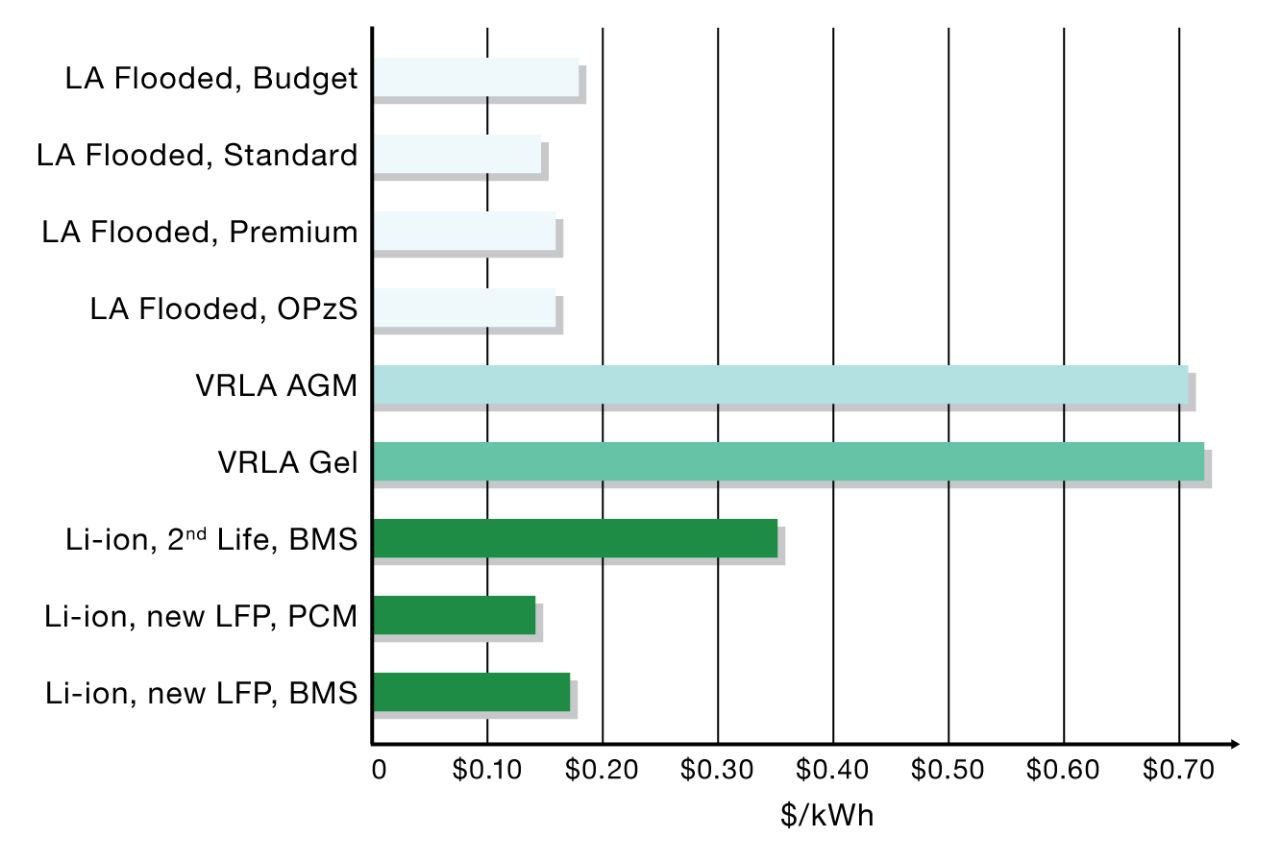 LA Flooded, Budget
LA Flooded, Standard
LA Flooded, Premium
LA Flooded, OPzS
VRLA AGM
VRLA Gel
Li-ion, 2nd Life, BMS
Li-ion, new LFP, PCM
Li-ion, new LFP, BMS
0 $0.10 $0.20 $0.30 $0.40 $0.50 $0.60 $0.70
$/kWh